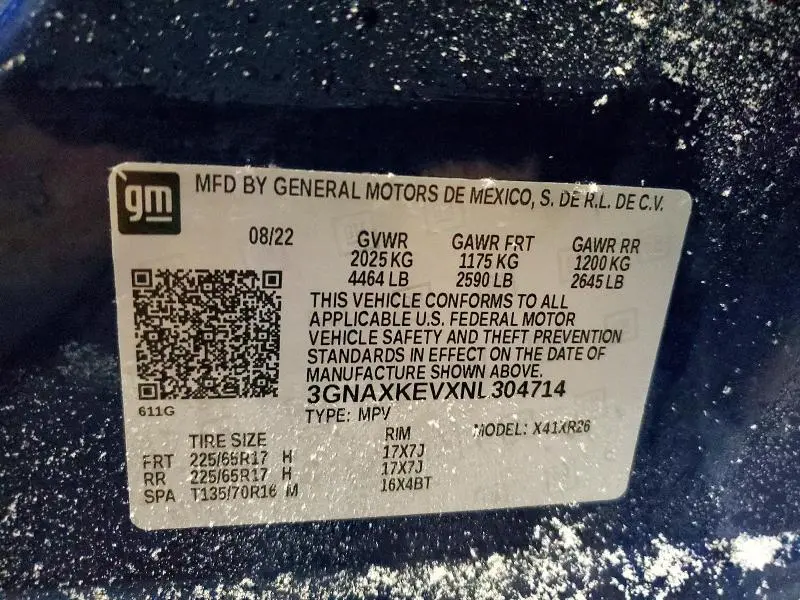 gm
MFD BY GENERAL MOTORS DE MEXICO, S. DE R.L. DE C.V.
08/22 GVWR GAWR FRT GAWR RR
2025 KG 1175 KG 1200 KG
4464 LB 2590 LB 2645 LB
THIS VEHICLE CONFORMS TO ALL
APPLICABLE U.S. FEDERAL MOTOR
VEHICLE SAFETY AND THEFT PREVENTION
STANDARDS IN EFFECT ON THE DATE OF
MANUFACTURE SHOWN ABOVE.
3GNAXKEVXNL304714
611G
TYPE: MPV MODEL: X41XR26
TIRE SIZE RIM
FRT 225/65R17 H 17X7J
RR 225/65R17 H 17X7J
SPA T135/70R16 M 16X4BT